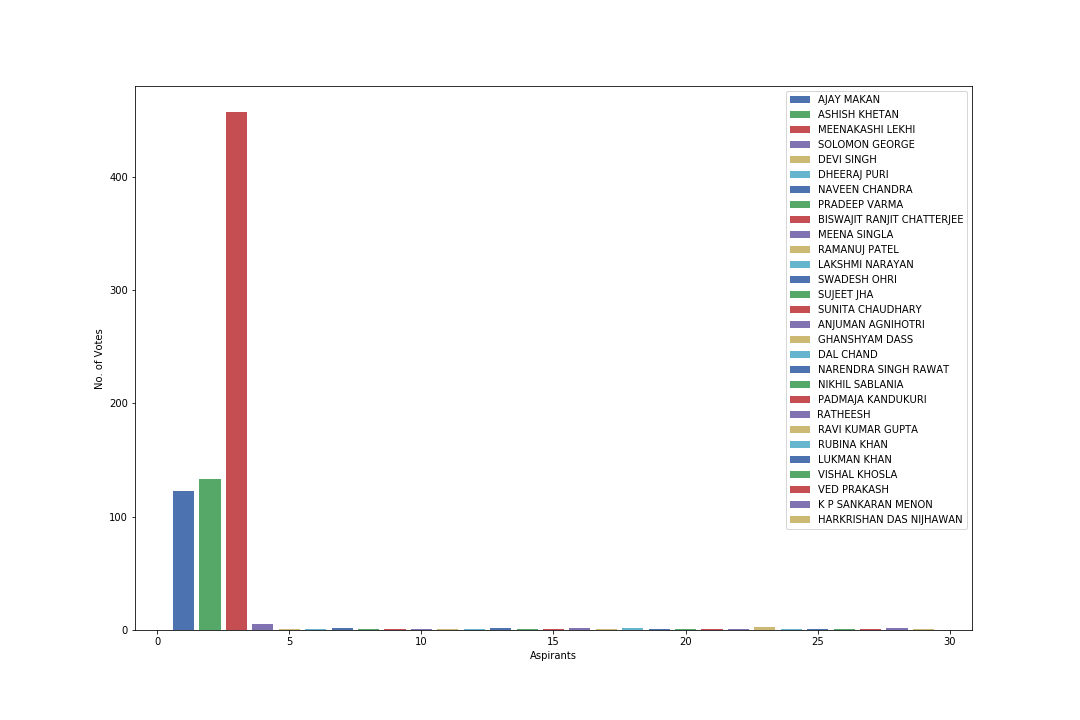 AJAY MAKAN
ASHISH KHETAN
MEENAKASHI LEKHI
SOLOMON GEORGE
DEVI SINGH
DHEERAJ PURI
NAVEEN CHANDRA
PRADEEP VARMA
BISWAJIT RANJIT CHATTERJEE
MEENA SINGLA
RAMANUJ PATEL
LAKSHMI NARAYAN
SWADESH OHRI
SUJEET JHA
SUNITA CHAUDHARY
ANJUMAN AGNIHOTRI
GHANSHYAM DASS
DAL CHAND
NARENDRA SINGH RAWAT
NIKHIL SABLANIA
PADMAJA KANDUKURI
RATHEESH
RAVI KUMAR GUPTA
RUBINA KHAN
LUKMAN KHAN
VISHAL KHOSLA
VED PRAKASH
K P SANKARAN MENON
HARKRISHAN DAS NIJHAWAN
400
300
200
100
0
No. of Votes
0 5 10 15 20 25 30
Aspirants